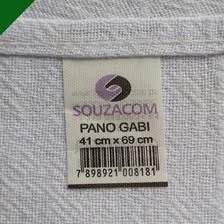 SOUZACOM
PANO GABI
41 cm x 69 cm
7 898921 008181